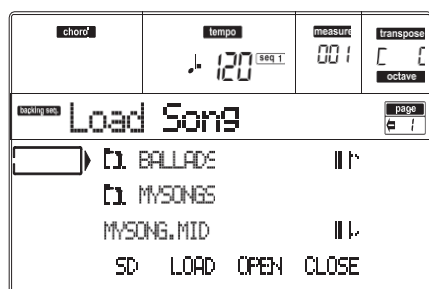 chord tempo measure transpose
120 seq 1 001
octave
backing seq. Load Song page
1
BALLADS
MYSONGS
MYSONG.MID
SD LOAD OPEN CLOSE